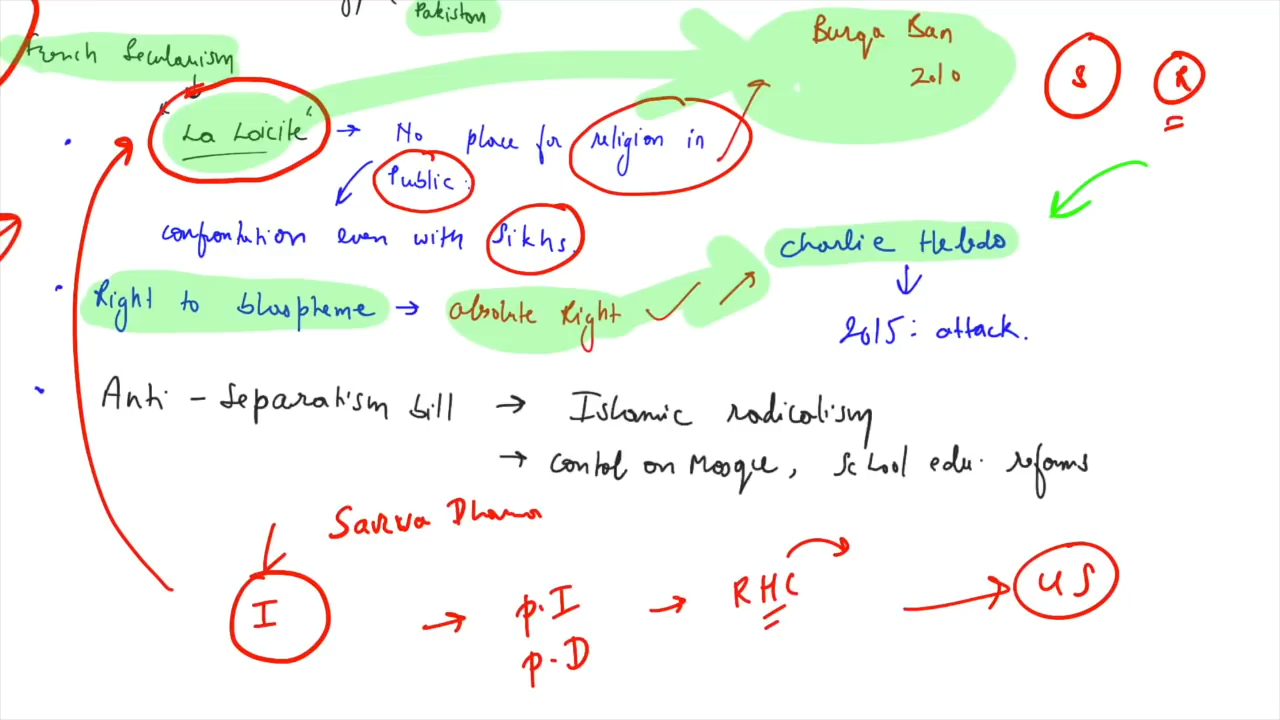 Pakiston
French Secularism
Burqa Ban
2010
S R
"La Laicite" → No place for religion in
Public:
confrontation even with Sikhs.
Charlie Hebdo
Right to blaspheme → absolute Right
2015: attack.
Anti - Separatism bill → Islamic radicalism
→ Contol on Mosque, School edu. reforms
Sarva Dharma
I → p.I → RHC → US
p.D